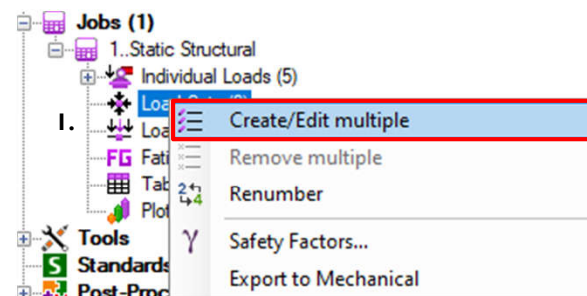 Jobs (1)
1..Static Structural
Individual Loads (5)
I.
Create/Edit multiple
Remove multiple
Renumber
Tools
Safety Factors...
Standards
Export to Mechanical